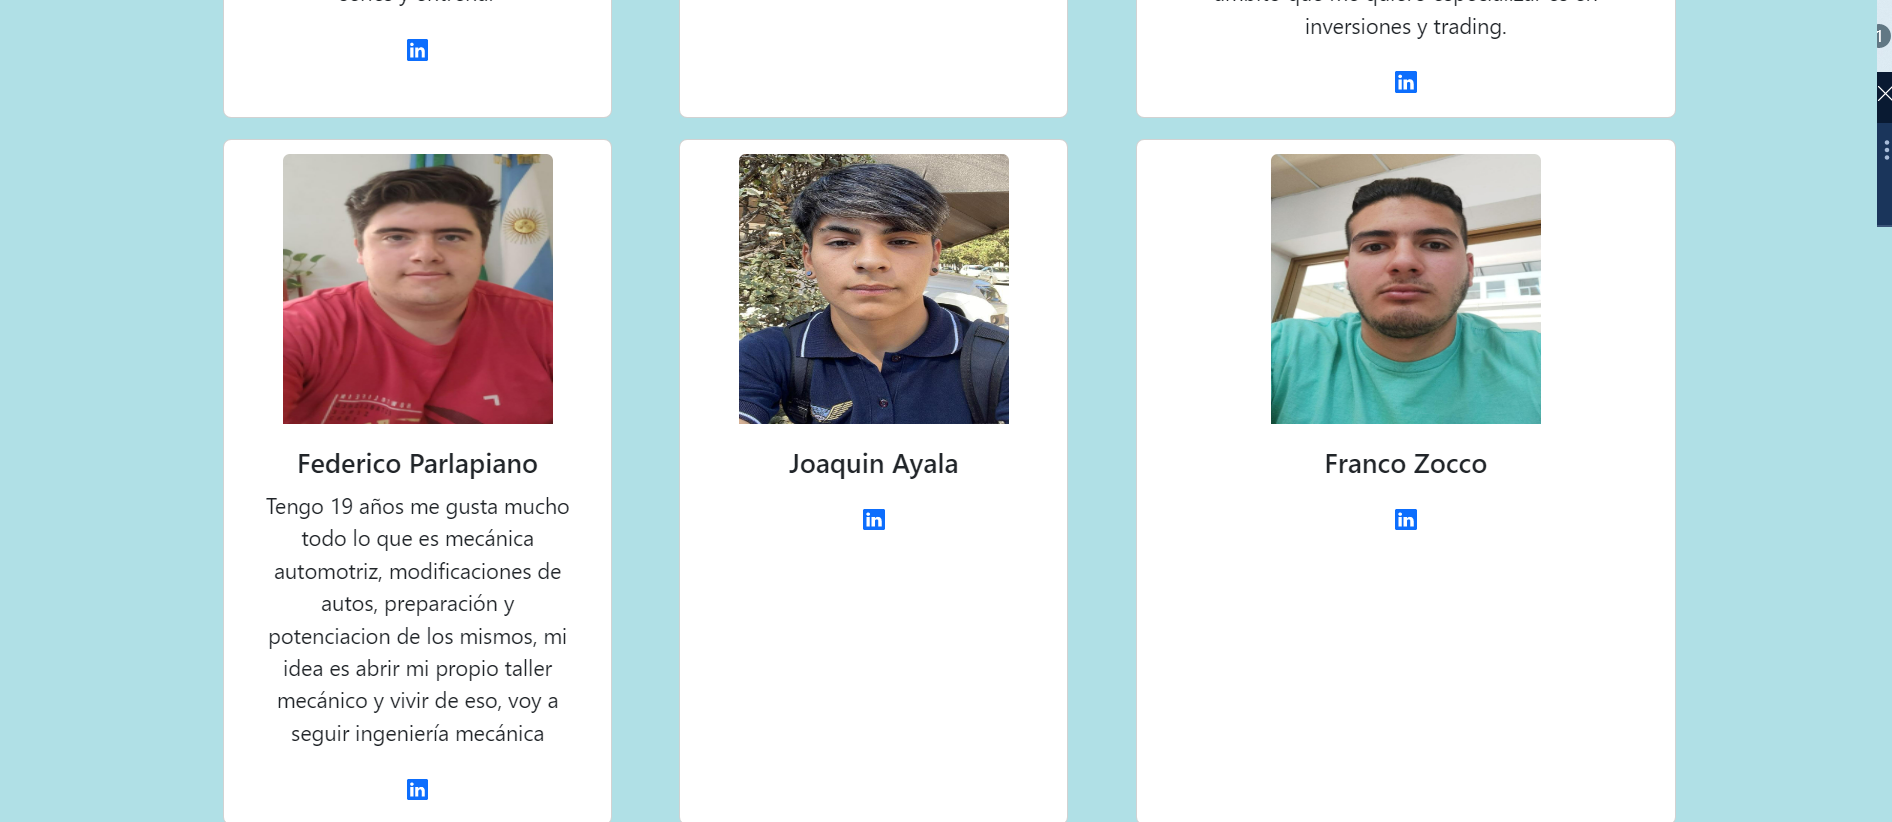 inversiones y trading.
in
in
1
Federico Parlapiano
Tengo 19 años me gusta mucho
todo lo que es mecánica
automotriz, modificaciones de
autos, preparación y
potenciacion de los mismos, mi
idea es abrir mi propio taller
mecánico y vivir de eso, voy a
seguir ingeniería mecánica
in
Joaquin Ayala
in
Franco Zocco
in